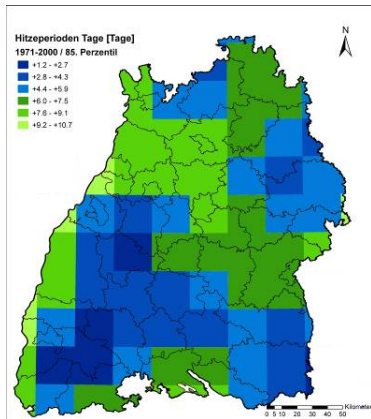 Hitzeperioden Tage [Tage]
1971-2000 / 85. Perzentil
+1.2 - +2.7
+2.8 - +4.3
+4.4 - +5.9
+6.0 - +7.5
+7.6 - +9.1
+9.2 - +10.7
N
Kilometer
0 5 10 20 30 40 50